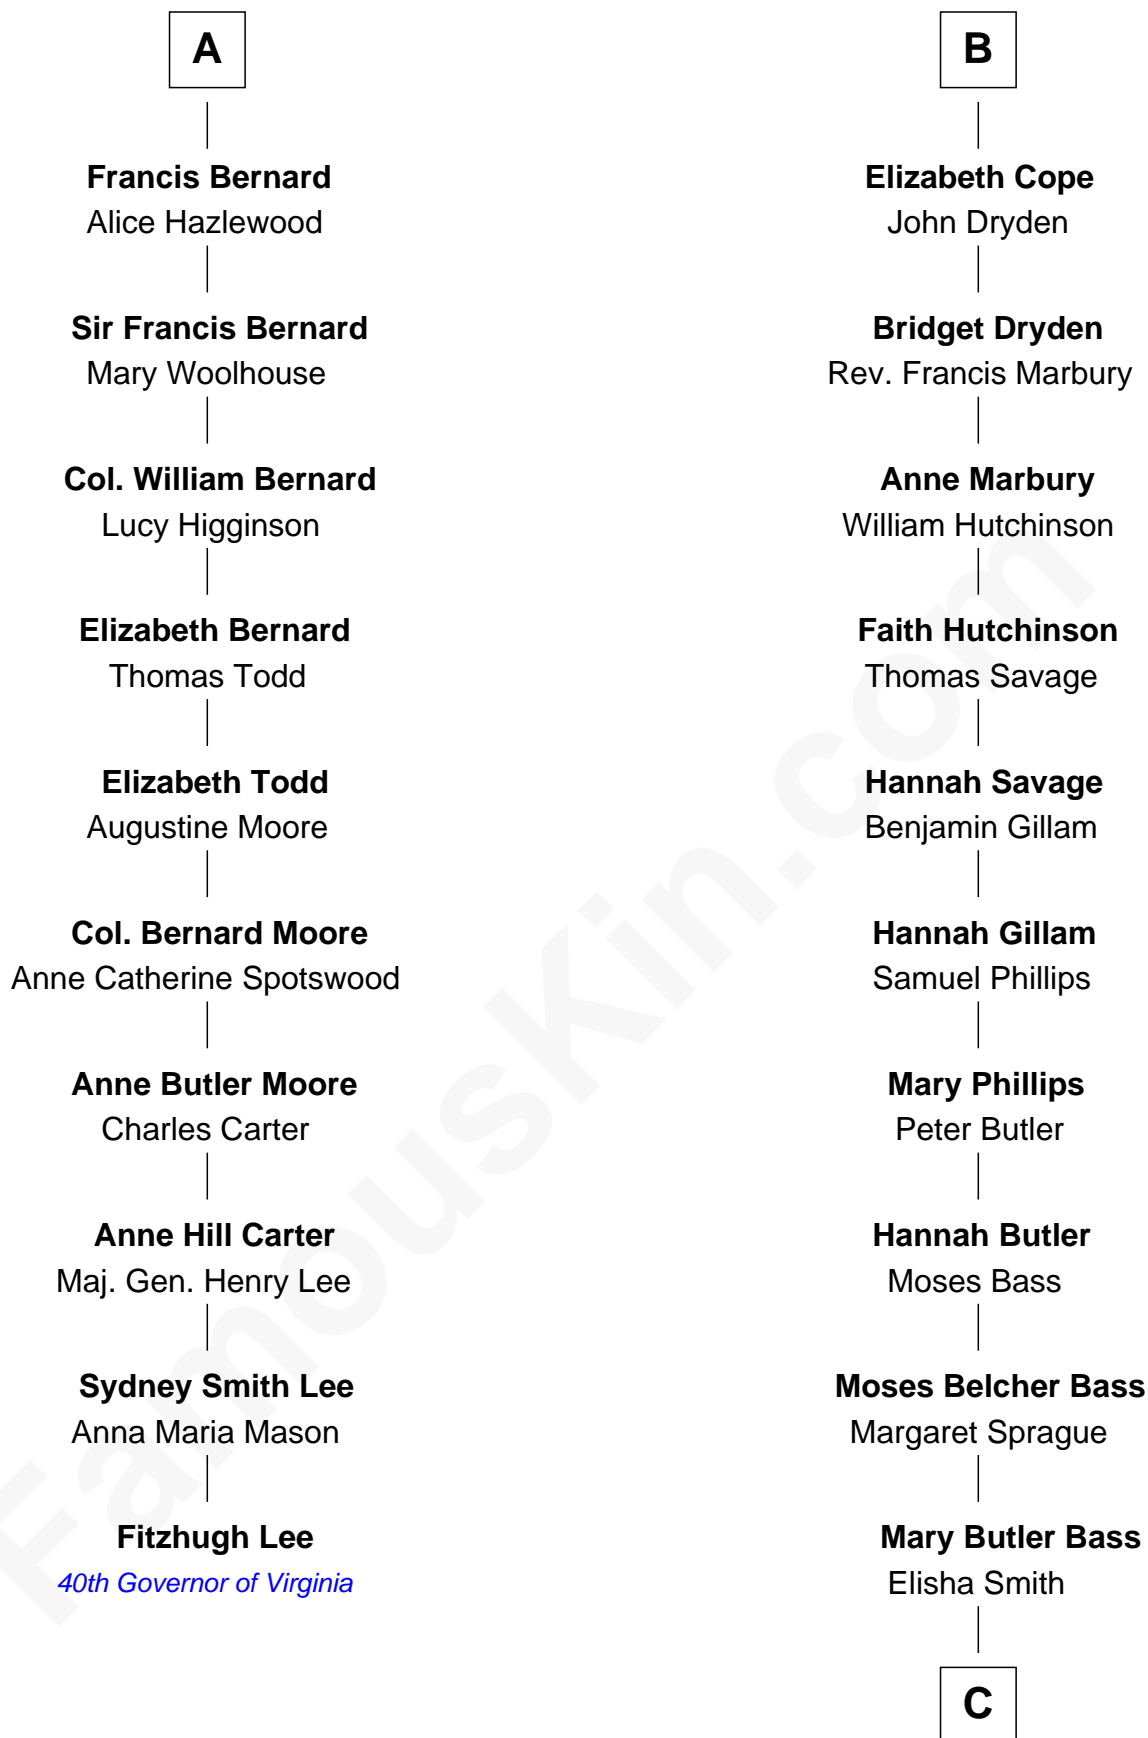 A
Francis Bernard
Alice Hazlewood
Sir Francis Bernard
Mary Woolhouse
Col. William Bernard
Lucy Higginson
Elizabeth Bernard
Thomas Todd
Elizabeth Todd
Augustine Moore
Col. Bernard Moore
Anne Catherine Spotswood
Anne Butler Moore
Charles Carter
Anne Hill Carter
Maj. Gen. Henry Lee
Sydney Smith Lee
Anna Maria Mason
Fitzhugh Lee
40th Governor of Virginia
B
Elizabeth Cope
John Dryden
Bridget Dryden
Rev. Francis Marbury
Anne Marbury
William Hutchinson
Faith Hutchinson
Thomas Savage
Hannah Savage
Benjamin Gillam
Hannah Gillam
Samuel Phillips
Mary Phillips
Peter Butler
Hannah Butler
Moses Bass
Moses Belcher Bass
Margaret Sprague
Mary Butler Bass
Elisha Smith
C
FamousKin.com